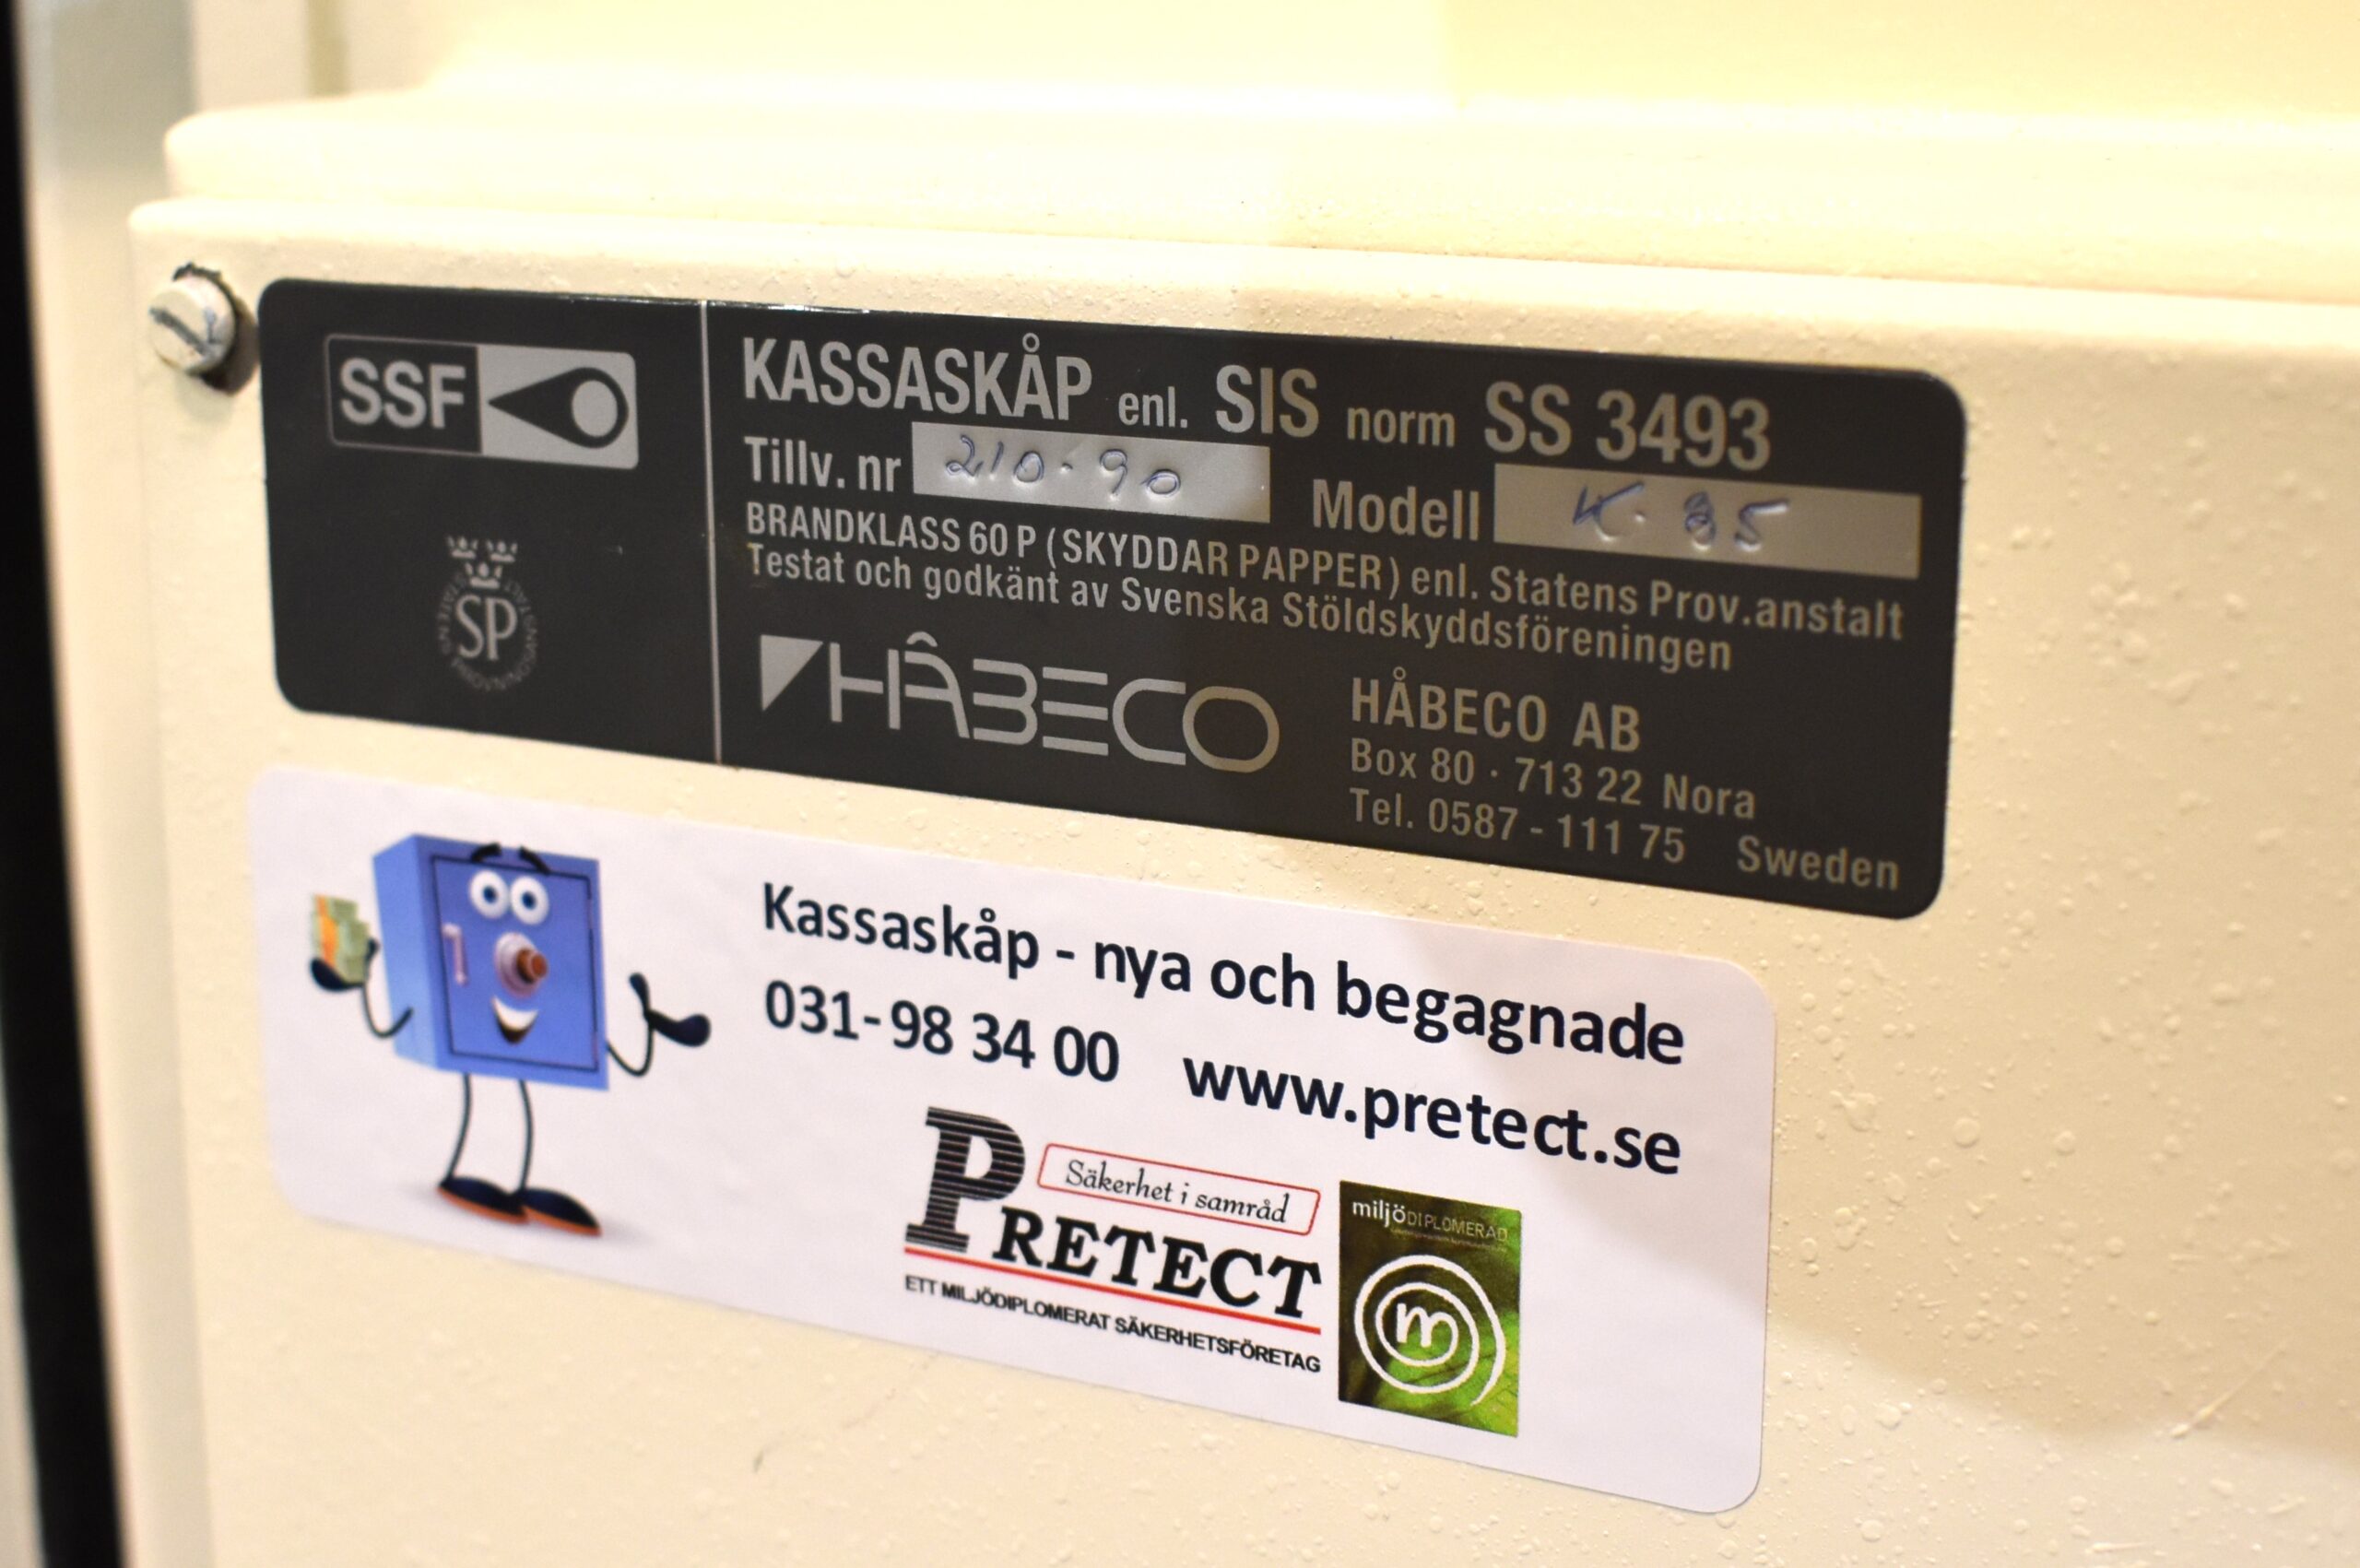 SSF
KASSASKÅP enl. SIS norm SS 3493
Tillv. nr 210·90 Modell K·85
BRANDKLASS 60 P (SKYDDAR PAPPER) enl. Statens Prov.anstalt
Testat och godkänt av Svenska Stöldskyddsföreningen
SP
STATENS PROVNINGSANSTALT
HÅBECO
HÅBECO AB
Box 80 · 713 22 Nora
Tel. 0587 - 111 75 Sweden
Kassaskåp - nya och begagnade
031-98 34 00 www.pretect.se
Säkerhet i samråd
PRETECT
ETT MILJÖDIPLOMERAT SÄKERHETSFÖRETAG
miljöDIPLOMERAD
m